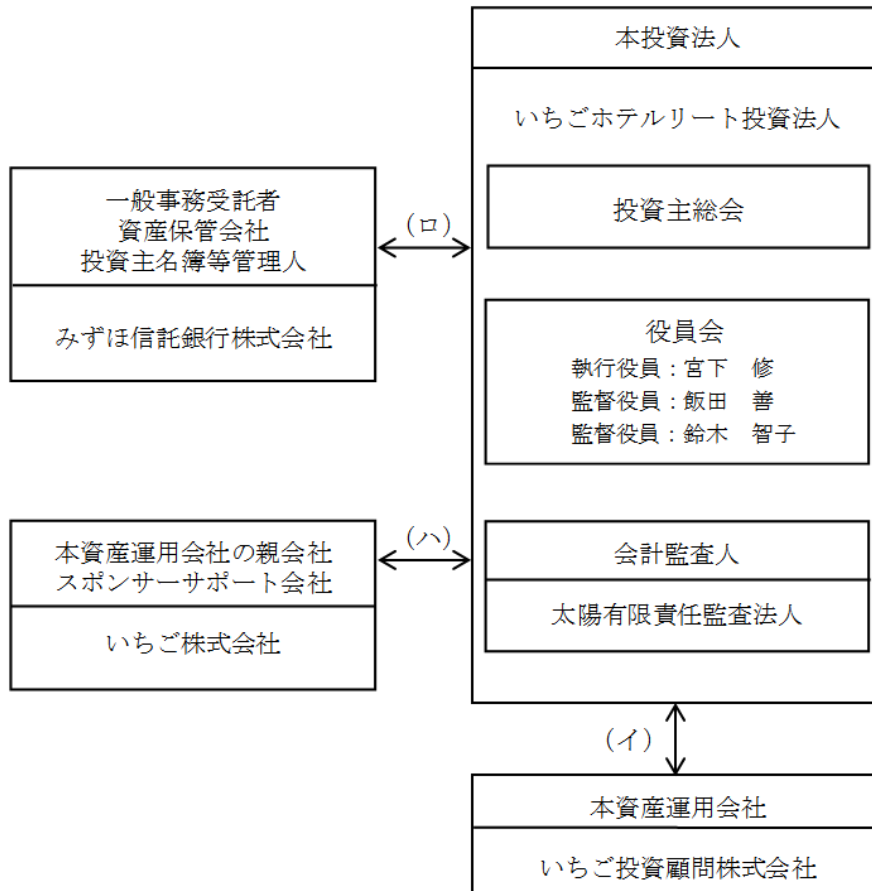 本投資法人
いちごホテルリート投資法人
投資主総会
役員会
執行役員：宮下　修
監督役員：飯田　善
監督役員：鈴木　智子
会計監査人
太陽有限責任監査法人
一般事務受託者
資産保管会社
投資主名簿等管理人
みずほ信託銀行株式会社
（ロ）
本資産運用会社の親会社
スポンサーサポート会社
いちご株式会社
（ハ）
（イ）
本資産運用会社
いちご投資顧問株式会社